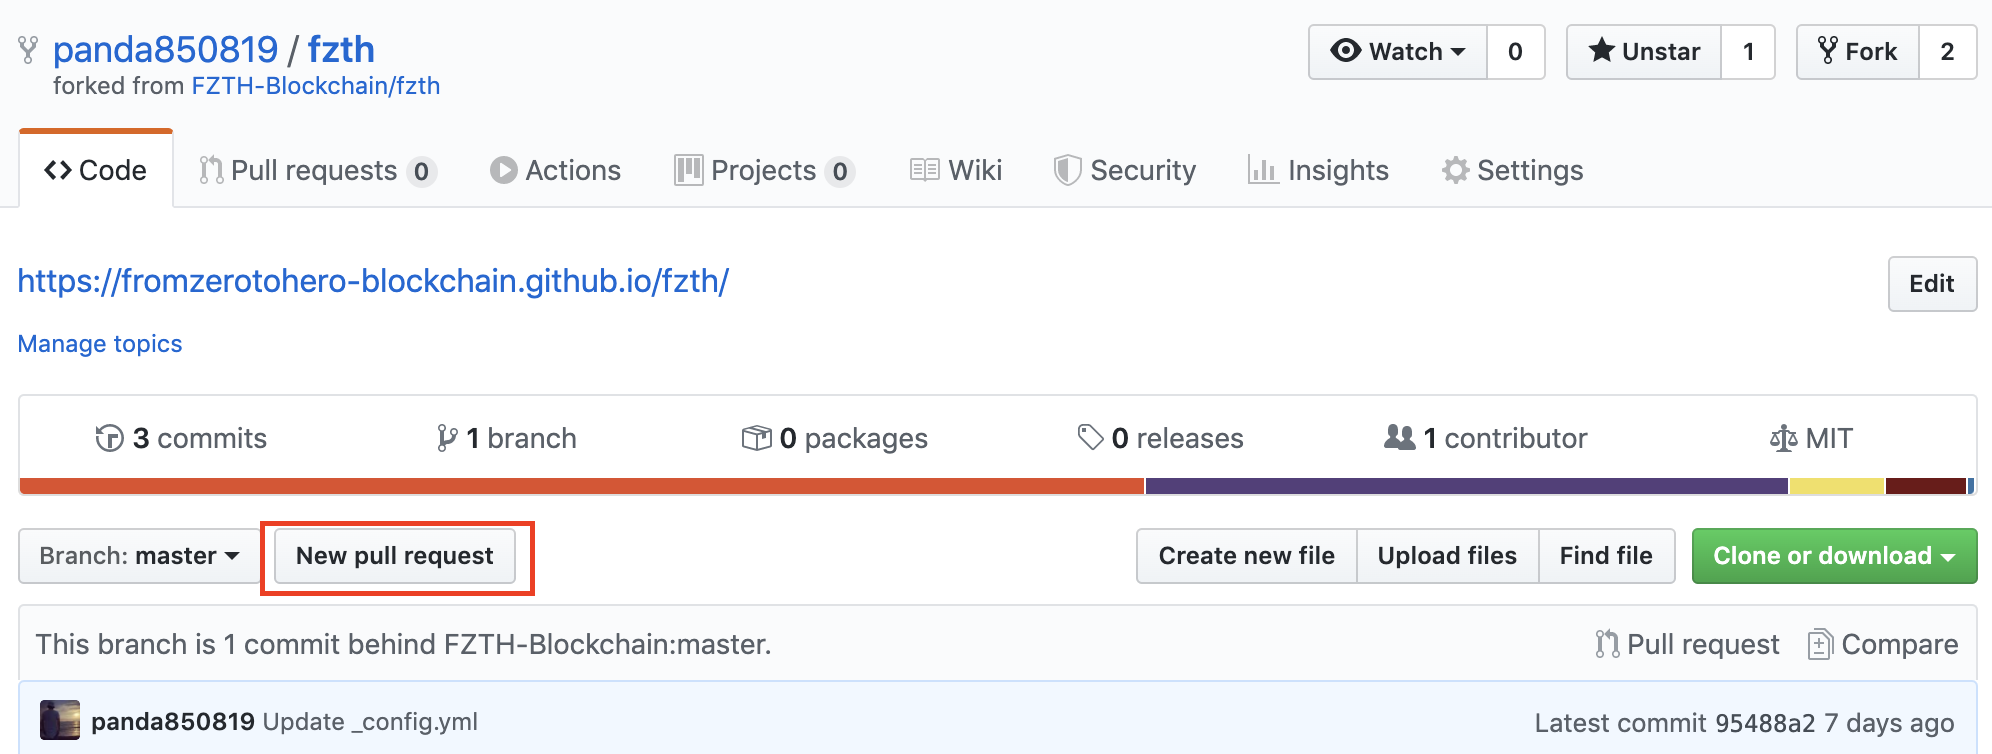 panda850819 / fzth
forked from FZTH-Blockchain/fzth
Watch 0 Unstar 1 Fork 2
Code Pull requests 0 Actions Projects 0 Wiki Security Insights Settings
https://fromzerotohero-blockchain.github.io/fzth/
Edit
Manage topics
3 commits 1 branch 0 packages 0 releases 1 contributor MIT
Branch: master New pull request Create new file Upload files Find file Clone or download
This branch is 1 commit behind FZTH-Blockchain:master. Pull request Compare
panda850819 Update _config.yml Latest commit 95488a2 7 days ago